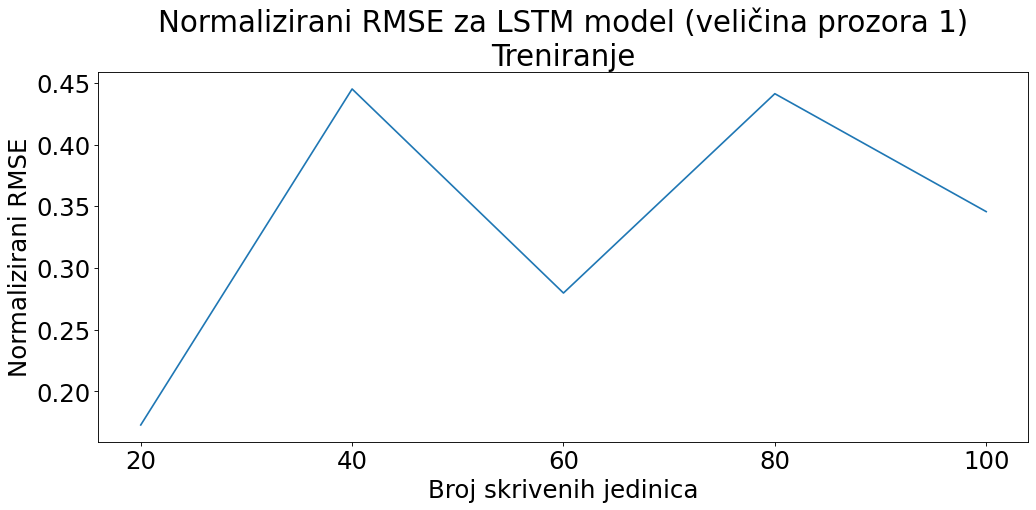 Normalizirani RMSE za LSTM model (veličina prozora 1)
Treniranje
Normalizirani RMSE
0.45
0.40
0.35
0.30
0.25
0.20
20 40 60 80 100
Broj skrivenih jedinica